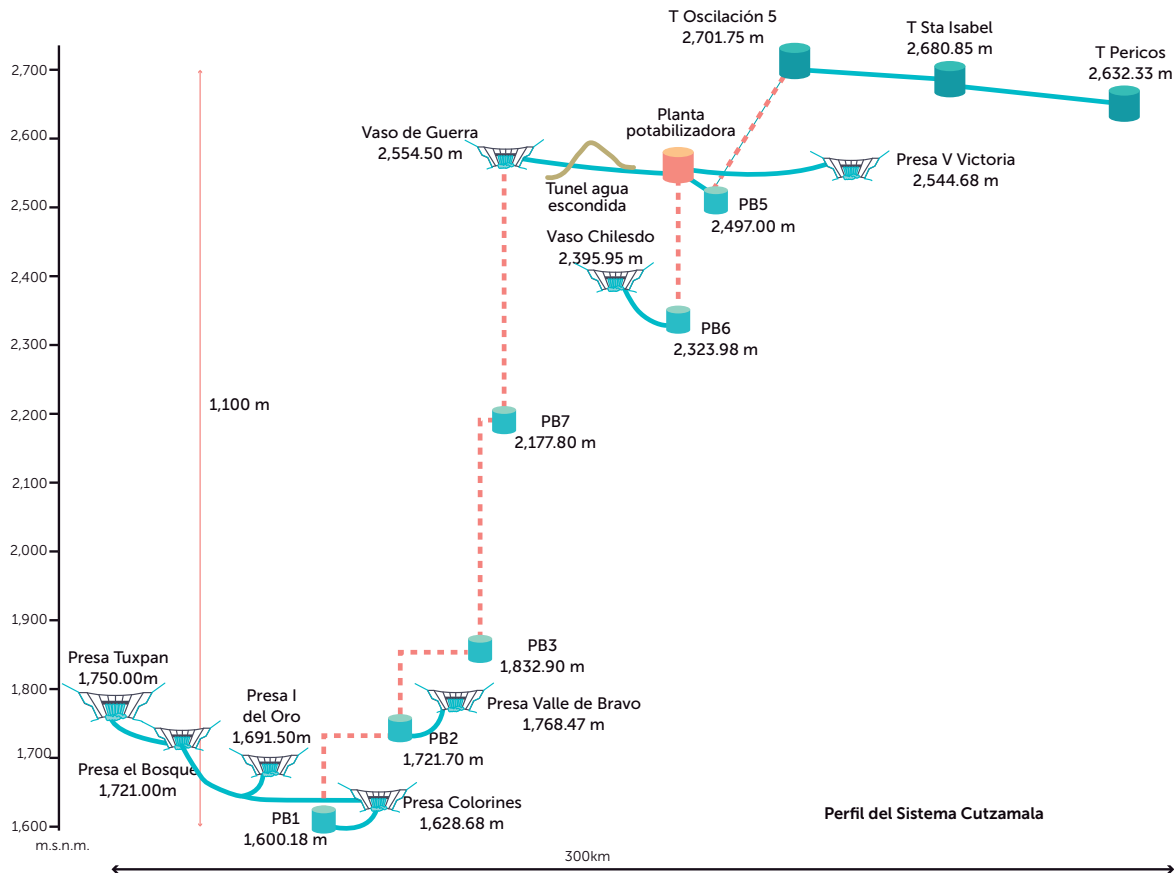 T Oscilación 5
2,701.75 m
T Sta Isabel
2,680.85 m
T Pericos
2,632.33 m
2,700
2,600
2,500
2,400
2,300
2,200
2,100
2,000
1,900
1,800
1,700
1,600
m.s.n.m.
Vaso de Guerra
2,554.50 m
Planta
potabilizadora
Presa V Victoria
2,544.68 m
Tunel agua
escondida
PB5
2,497.00 m
Vaso Chilesdo
2,395.95 m
PB6
2,323.98 m
1,100 m
PB7
2,177.80 m
PB3
1,832.90 m
Presa Tuxpan
1,750.00m
Presa I
del Oro
1,691.50m
Presa Valle de Bravo
1,768.47 m
PB2
1,721.70 m
Presa el Bosque
1,721.00m
Presa Colorines
1,628.68 m
PB1
1,600.18 m
Perfil del Sistema Cutzamala
300km